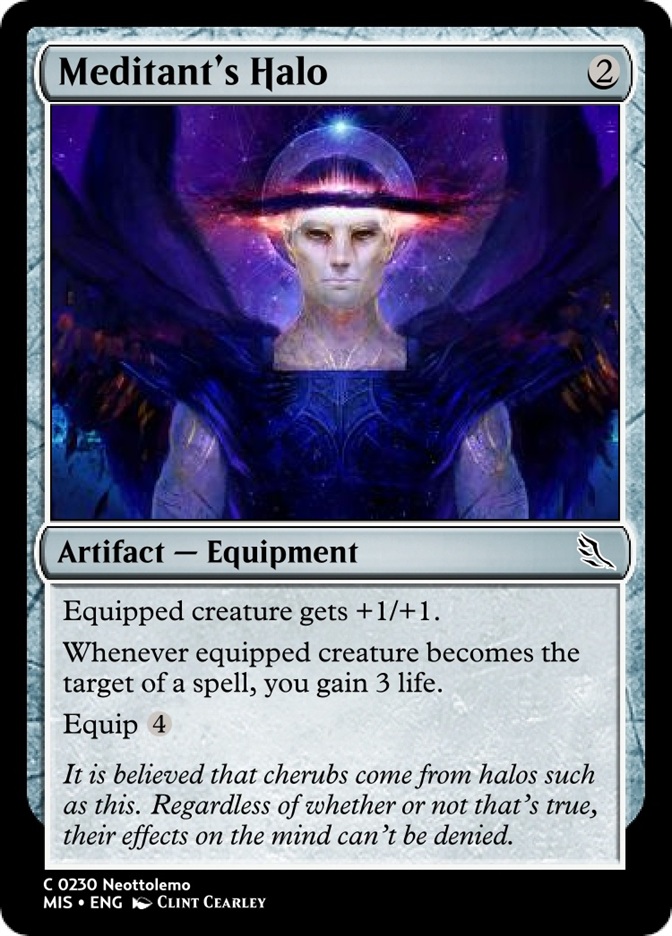 Meditant's Halo
2
Artifact — Equipment
Equipped creature gets +1/+1.
Whenever equipped creature becomes the
target of a spell, you gain 3 life.
Equip 4
It is believed that cherubs come from halos such
as this. Regardless of whether or not that's true,
their effects on the mind can't be denied.
C 0230 Neottolemo
MIS • ENG CLINT CEARLEY